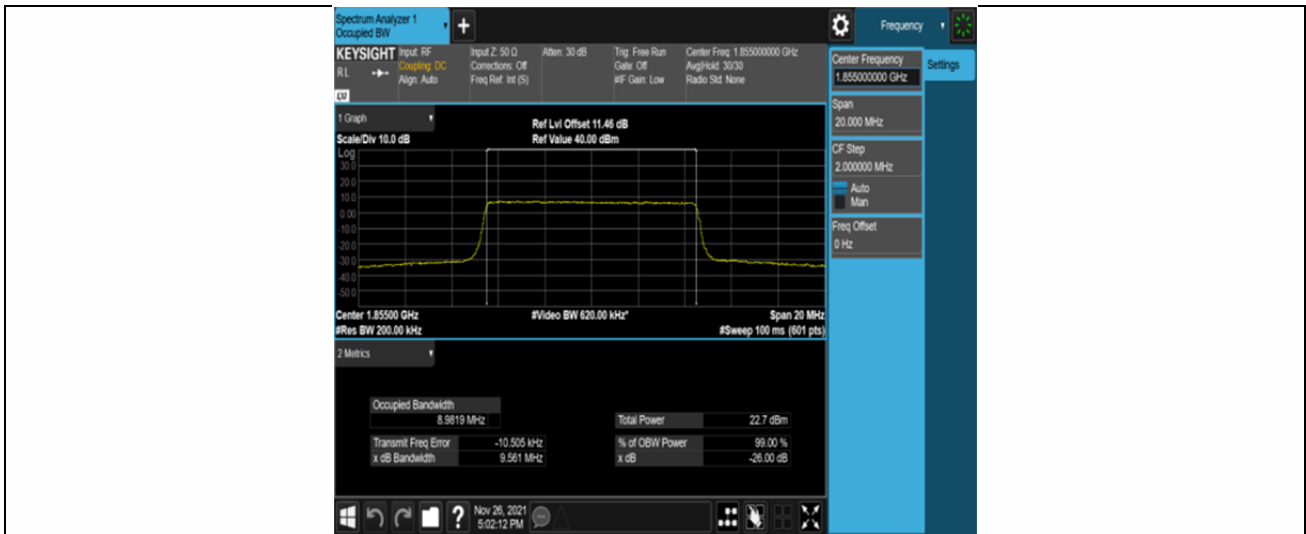 Spectrum Analyzer 1
Occupied BW
Frequency
KEYSIGHT
R L
Input: RF
Coupling: DC
Align: Auto
Input Z: 50 Ω
Corrections: Off
Freq Ref: Int (S)
Atten: 30 dB
Trig: Free Run
Gate: Off
#IF Gain: Low
Center Freq: 1.855000000 GHz
Avg|Hold: 30/30
Radio Std: None
Center Frequency
1.855000000 GHz
Settings
Span
20.000 MHz
CF Step
2.000000 MHz
Auto
Man
Freq Offset
0 Hz
1 Graph
Scale/Div 10.0 dB
Ref Lvl Offset 11.46 dB
Ref Value 40.00 dBm
Log
30.0
20.0
10.0
0.00
-10.0
-20.0
-30.0
-40.0
-50.0
Center 1.85500 GHz
#Res BW 200.00 kHz
#Video BW 620.00 kHz*
Span 20 MHz
#Sweep 100 ms (601 pts)
2 Metrics
Occupied Bandwidth
8.9819 MHz
Total Power 22.7 dBm
Transmit Freq Error -10.505 kHz
% of OBW Power 99.00 %
x dB Bandwidth 9.561 MHz
x dB -26.00 dB
Nov 26, 2021
5:02:12 PM